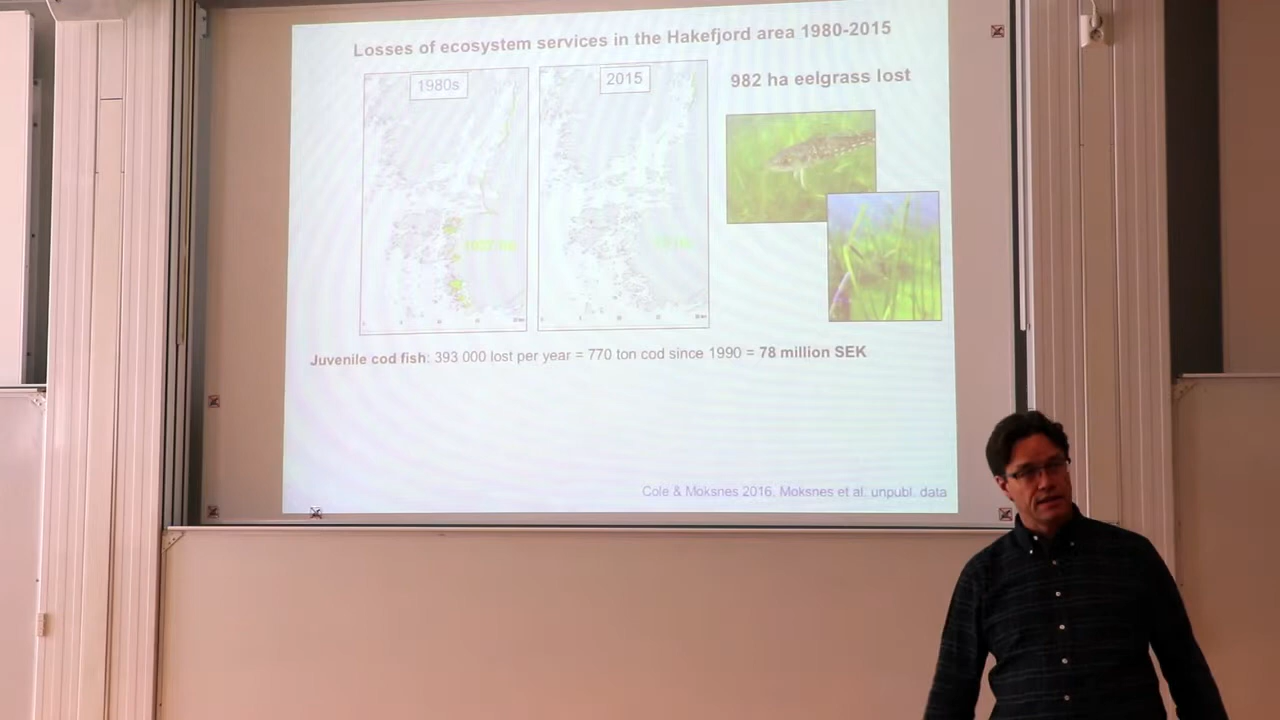 Losses of ecosystem services in the Hakefjord area 1980-2015
1980s
2015
982 ha eelgrass lost
Juvenile cod fish: 393 000 lost per year = 770 ton cod since 1990 = 78 million SEK
Cole & Moksnes 2016, Moksnes et al. unpubl. data